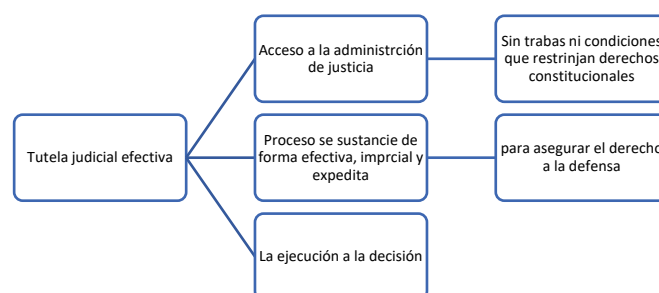 Acceso a la administrción
de justicia
Sin trabas ni condiciones
que restrinjan derechos
constitucionales
Tutela judicial efectiva
Proceso se sustancie de
forma efectiva, imprcial y
expedita
para asegurar el derecho
a la defensa
La ejecución a la decisión